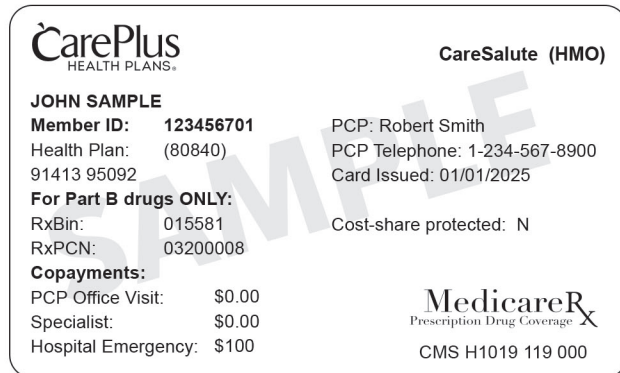 CarePlus
HEALTH PLANS®
CareSalute (HMO)
JOHN SAMPLE
Member ID: 123456701
Health Plan: (80840)
91413 95092
For Part B drugs ONLY:
RxBin: 015581
RxPCN: 03200008
Copayments:
PCP Office Visit: $0.00
Specialist: $0.00
Hospital Emergency: $100
PCP: Robert Smith
PCP Telephone: 1-234-567-8900
Card Issued: 01/01/2025
Cost-share protected: N
MedicareRx
Prescription Drug Coverage
CMS H1019 119 000
SAMPLE